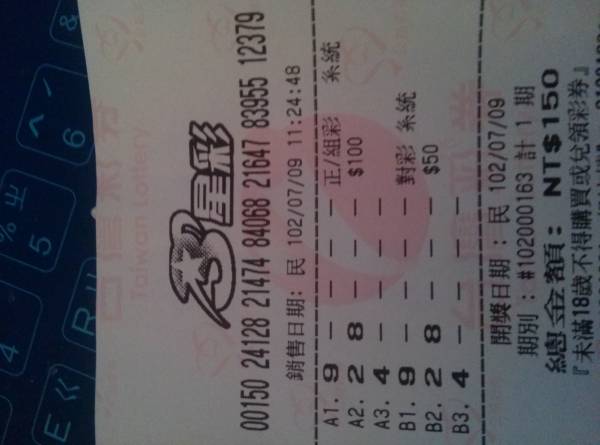 3星彩
00150 24128 21474 84068 21647 83955 12379
銷售日期: 民 102/07/09 11:24:48
A1. 9 - - - - - - 正/組彩 系統
A2. 2 8 - - - - - $100
A3. 4 - - - - - -
B1. 9 - - - - - - 對彩 系統
B2. 2 8 - - - - - $50
B3. 4 - - - - - -
開獎日期: 民 102/07/09
期別: #102000163 計 1 期
總金額: NT$150
『未滿18歲不得購買或兌領彩券』
4
% ㄓ
5
ㄟ
6
&
E ㄍ
R ㄐ